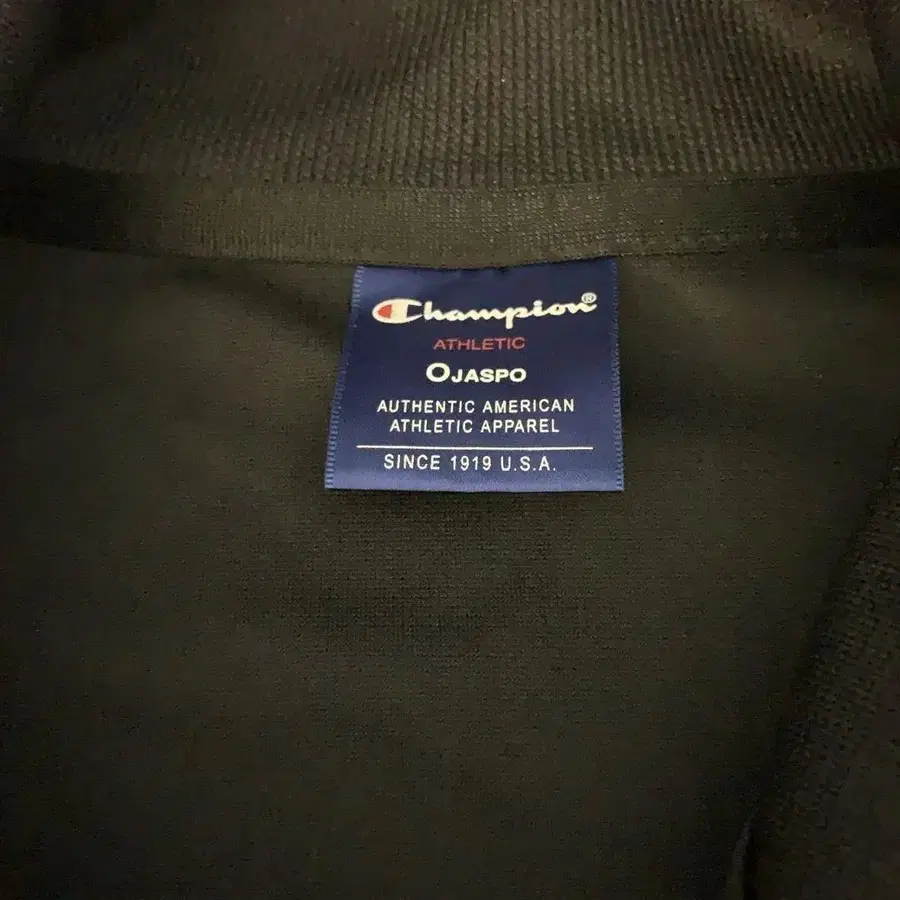 Champion®
ATHLETIC
OJASPO
AUTHENTIC AMERICAN
ATHLETIC APPAREL
SINCE 1919 U.S.A.